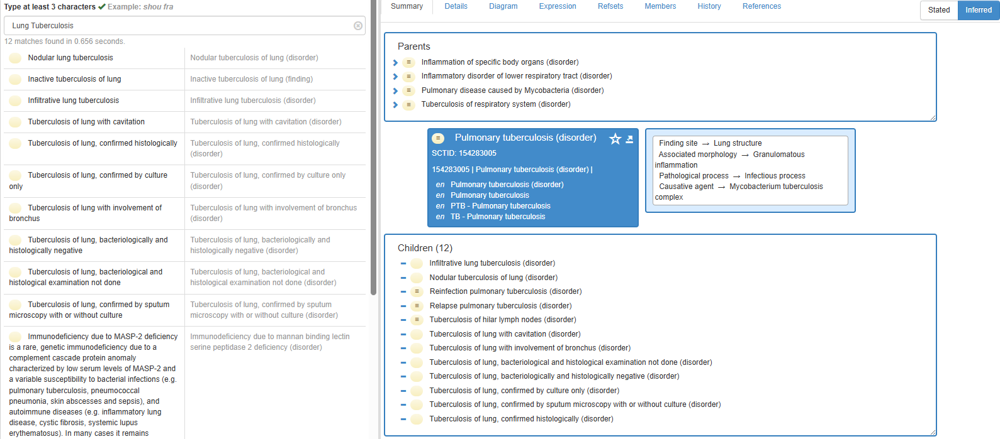 Type at least 3 characters ✔ Example: shou fra
Lung Tuberculosis
12 matches found in 0.656 seconds.
Nodular lung tuberculosis
Nodular tuberculosis of lung (disorder)
Inactive tuberculosis of lung
Inactive tuberculosis of lung (finding)
Infiltrative lung tuberculosis
Infiltrative lung tuberculosis (disorder)
Tuberculosis of lung with cavitation
Tuberculosis of lung with cavitation (disorder)
Tuberculosis of lung, confirmed histologically
Tuberculosis of lung, confirmed histologically
(disorder)
Tuberculosis of lung, confirmed by culture
only
Tuberculosis of lung, confirmed by culture only
(disorder)
Tuberculosis of lung with involvement of
bronchus
Tuberculosis of lung with involvement of bronchus
(disorder)
Tuberculosis of lung, bacteriologically and
histologically negative
Tuberculosis of lung, bacteriologically and
histologically negative (disorder)
Tuberculosis of lung, bacteriological and
histological examination not done
Tuberculosis of lung, bacteriological and
histological examination not done (disorder)
Tuberculosis of lung, confirmed by sputum
microscopy with or without culture
Tuberculosis of lung, confirmed by sputum
microscopy with or without culture (disorder)
Immunodeficiency due to MASP-2 deficiency
is a rare, genetic immunodeficiency due to a
complement cascade protein anomaly
characterized by low serum levels of MASP-2 and
a variable susceptibility to bacterial infections (e.g.
pulmonary tuberculosis, pneumococcal
pneumonia, skin abscesses and sepsis), and
autoimmune diseases (e.g. inflammatory lung
disease, cystic fibrosis, systemic lupus
erythematosus). In many cases it remains
Immunodeficiency due to mannan binding lectin
serine peptidase 2 deficiency (disorder)
Summary Details Diagram Expression Refsets Members History References
Stated Inferred
Parents
Inflammation of specific body organs (disorder)
Inflammatory disorder of lower respiratory tract (disorder)
Pulmonary disease caused by Mycobacteria (disorder)
Tuberculosis of respiratory system (disorder)
Pulmonary tuberculosis (disorder)
SCTID: 154283005
154283005 | Pulmonary tuberculosis (disorder) |
en Pulmonary tuberculosis (disorder)
en Pulmonary tuberculosis
en PTB - Pulmonary tuberculosis
en TB - Pulmonary tuberculosis
Finding site → Lung structure
Associated morphology → Granulomatous
inflammation
Pathological process → Infectious process
Causative agent → Mycobacterium tuberculosis
complex
Children (12)
Infiltrative lung tuberculosis (disorder)
Nodular tuberculosis of lung (disorder)
Reinfection pulmonary tuberculosis (disorder)
Relapse pulmonary tuberculosis (disorder)
Tuberculosis of hilar lymph nodes (disorder)
Tuberculosis of lung with cavitation (disorder)
Tuberculosis of lung with involvement of bronchus (disorder)
Tuberculosis of lung, bacteriological and histological examination not done (disorder)
Tuberculosis of lung, bacteriologically and histologically negative (disorder)
Tuberculosis of lung, confirmed by culture only (disorder)
Tuberculosis of lung, confirmed by sputum microscopy with or without culture (disorder)
Tuberculosis of lung, confirmed histologically (disorder)